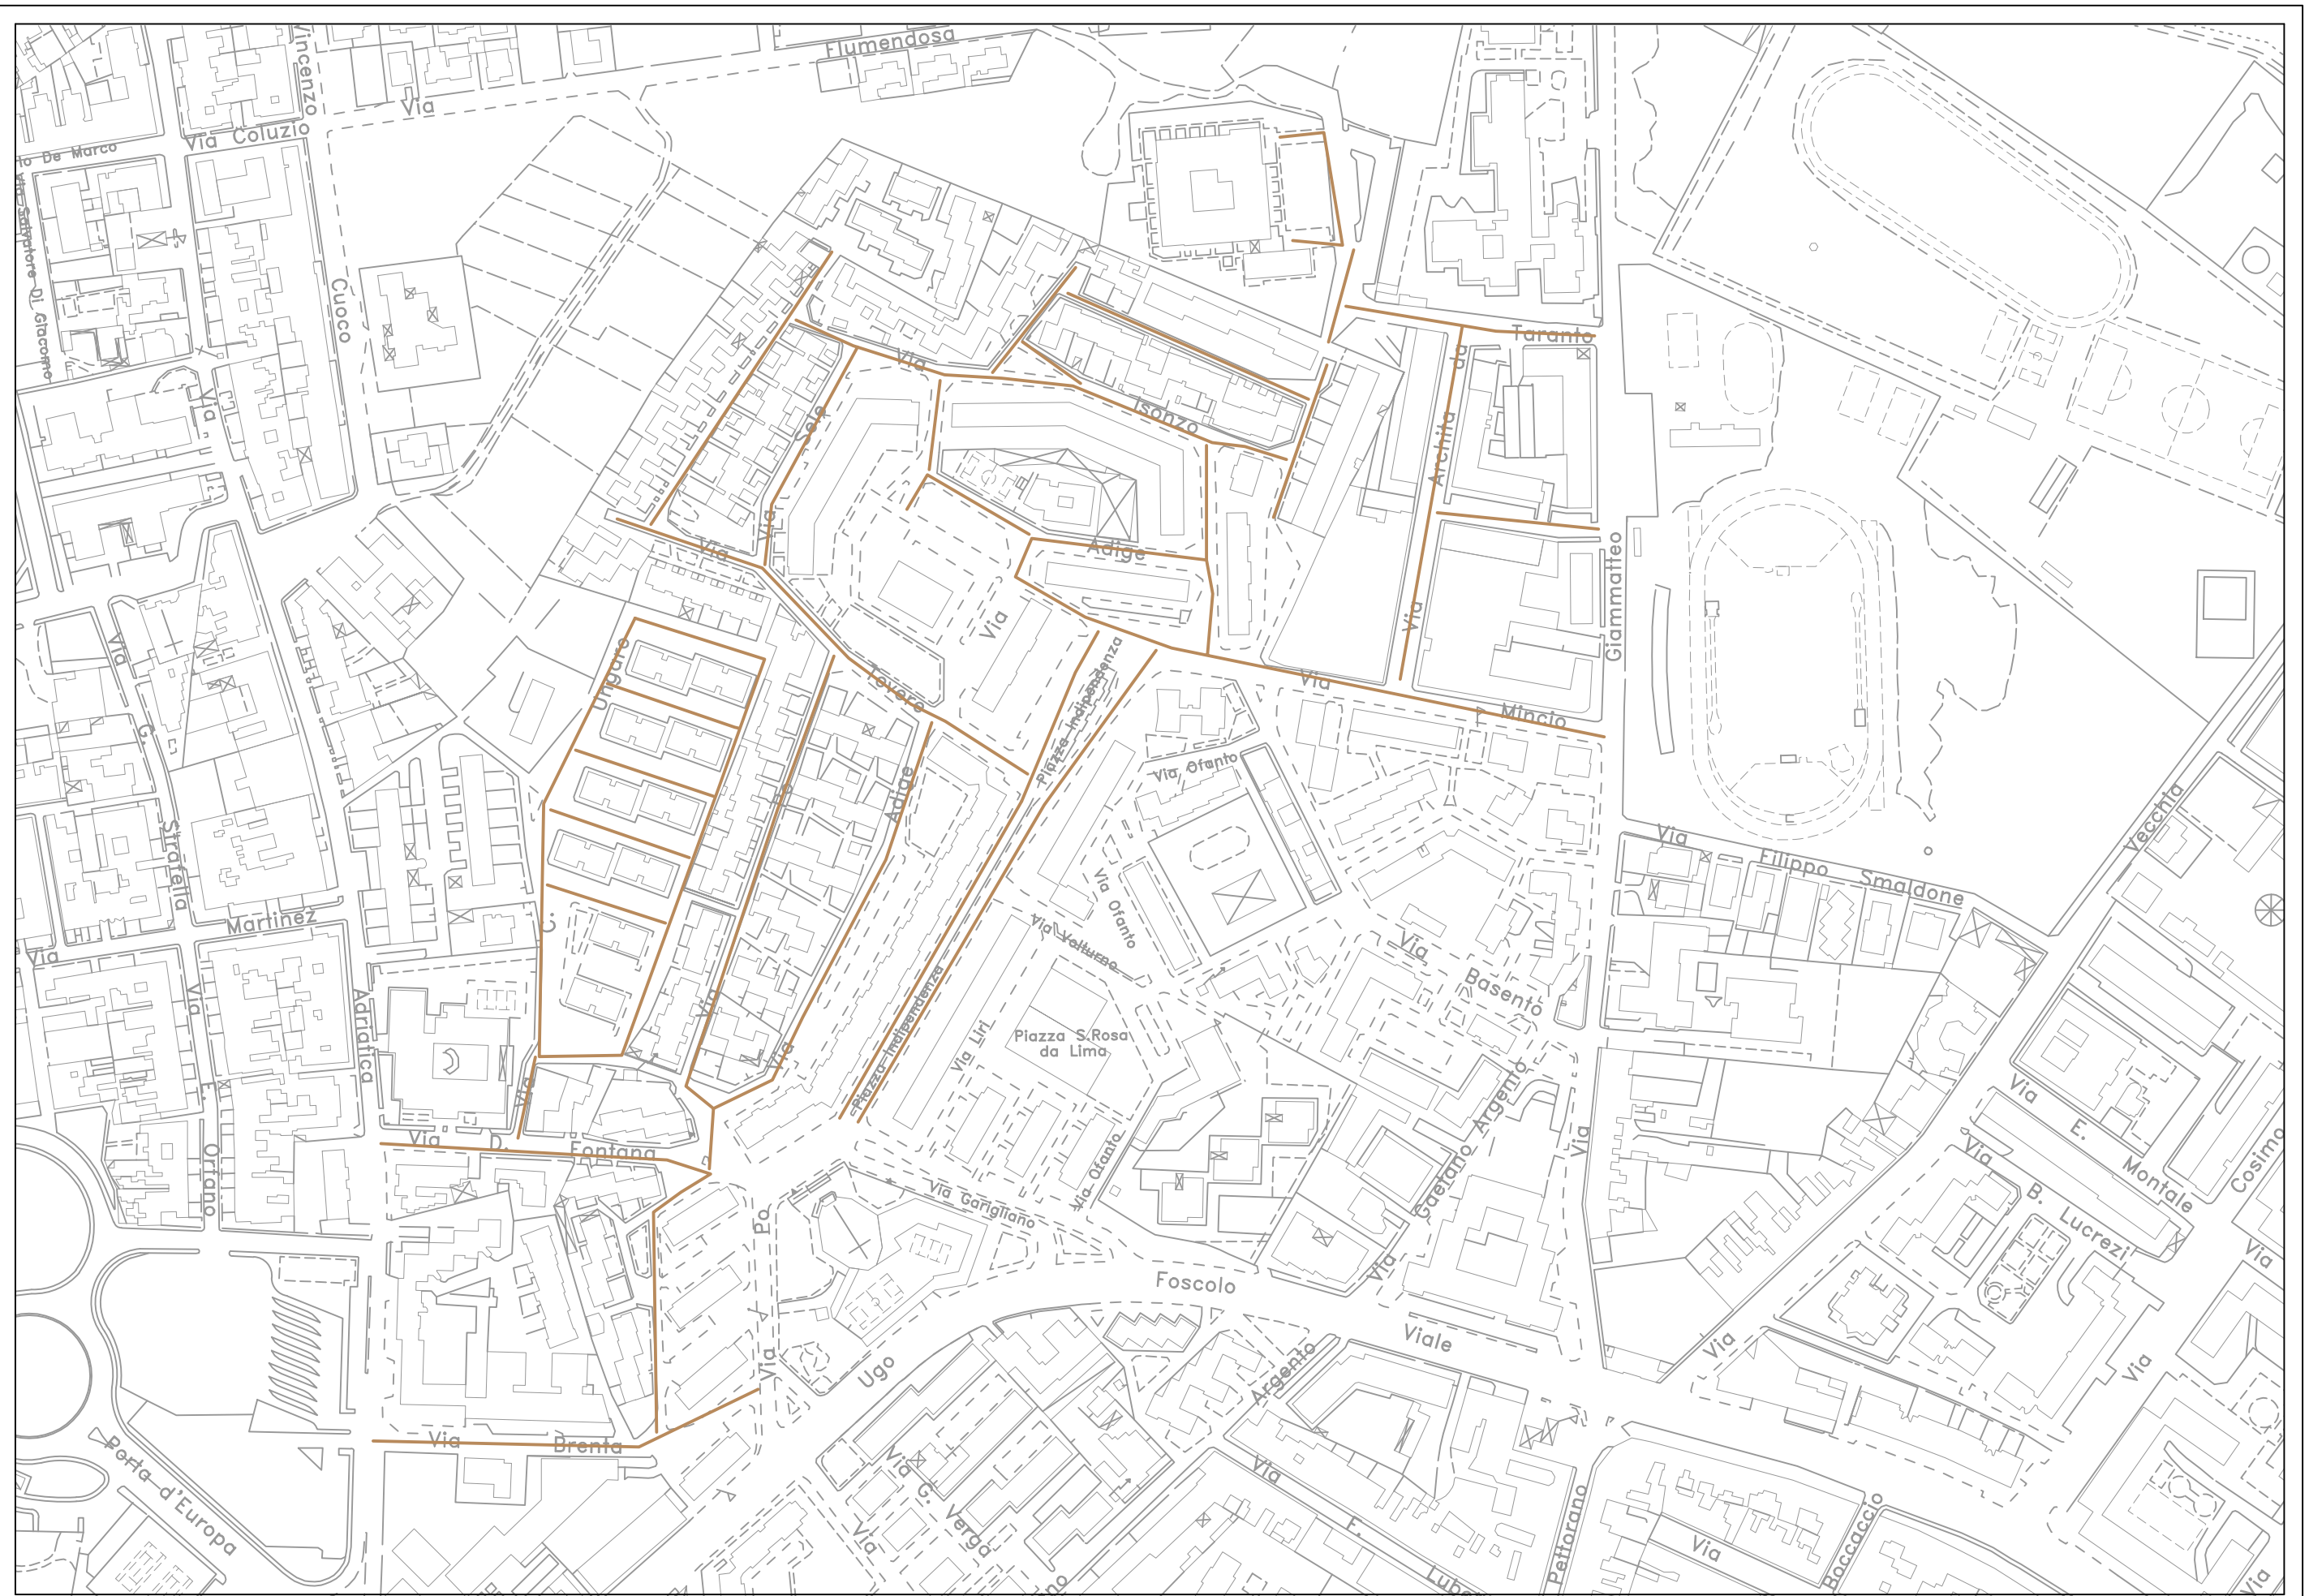 Flumendosa
Vincenzo
Via
Via Coluzio
lo De Marco
Via Salvatore Di Giacomo
Cuoco
Via
Via
Taranto
da
Isonzo
Sele
Archita
Via
Via
Adige
Via
Giammatteo
Via
Via
Ungaro
Via
Via
G.
Tevere
Piazza Indipendenza
Mincio
Via Ofanto
Adige
Po
Vecchia
Via
Filippo
Smaldone
Stratella
Martinez
Via
C.
Via Ofanto
Via Volturno
Via
Basento
Via
Via
Adriatica
Piazza Indipendenza
Via Liri
Piazza S.Rosa
da Lima
Via
Via
Argento
Via
E.
Montale
Via
D.
Fontana
F.
Ortano
Via
Via Ofanto
Gaetano
Via
B.
Lucrezi
Cosimo
Via Garigliano
Po
Via
Via
Foscolo
Viale
Via
Via
Via
Ugo
Argento
Via
Brenta
Porta d'Europa
Via
G.
Verga
Via
Via
F.
Pettorano
Via
Boccaccio
Via